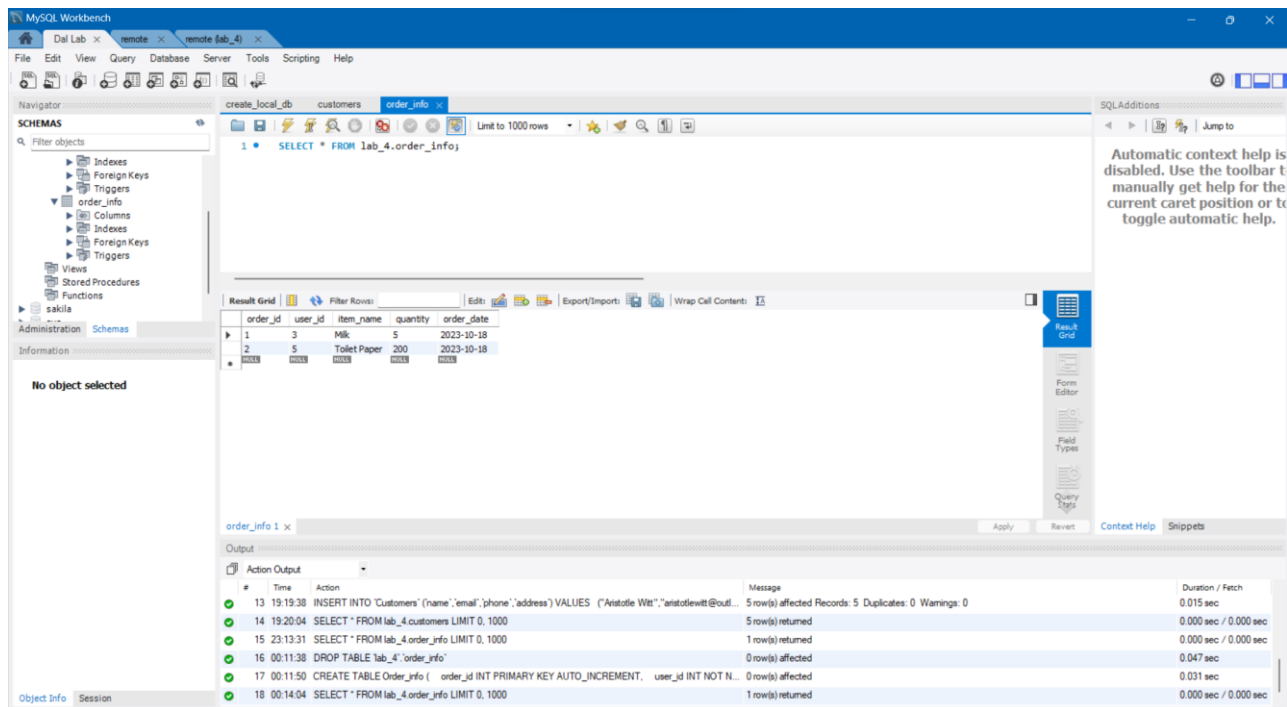 MySQL Workbench
Dal Lab × remote × remote (lab_4) ×
File Edit View Query Database Server Tools Scripting Help
Navigator
SCHEMAS
Filter objects
Indexes
Foreign Keys
Triggers
order_info
Columns
Indexes
Foreign Keys
Triggers
Views
Stored Procedures
Functions
sakila
Administration Schemas
Information
No object selected
Object Info Session
create_local_db customers order_info ×
Limit to 1000 rows
1 SELECT * FROM lab_4.order_info;
Result Grid Filter Rows: Edit: Export/Import: Wrap Cell Content:
order_id user_id item_name quantity order_date
1 3 Milk 5 2023-10-18
2 5 Toilet Paper 200 2023-10-18
NULL NULL NULL NULL NULL
Result
Grid
Form
Editor
Field
Types
Query
Stats
order_info 1 × Apply Revert
Output
Action Output
# Time Action Message Duration / Fetch
13 19:19:38 INSERT INTO `Customers` (`name`,`email`,`phone`,`address`) VALUES ("Aristotle Witt","aristotlewitt@outl... 5 row(s) affected Records: 5 Duplicates: 0 Warnings: 0 0.015 sec
14 19:20:04 SELECT * FROM lab_4.customers LIMIT 0, 1000 5 row(s) returned 0.000 sec / 0.000 sec
15 23:13:31 SELECT * FROM lab_4.order_info LIMIT 0, 1000 1 row(s) returned 0.000 sec / 0.000 sec
16 00:11:38 DROP TABLE `lab_4`.`order_info` 0 row(s) affected 0.047 sec
17 00:11:50 CREATE TABLE Order_info ( order_id INT PRIMARY KEY AUTO_INCREMENT, user_id INT NOT N... 0 row(s) affected 0.031 sec
18 00:14:04 SELECT * FROM lab_4.order_info LIMIT 0, 1000 1 row(s) returned 0.000 sec / 0.000 sec
SQLAdditions
Jump to
Automatic context help is
disabled. Use the toolbar t
manually get help for the
current caret position or to
toggle automatic help.
Context Help Snippets